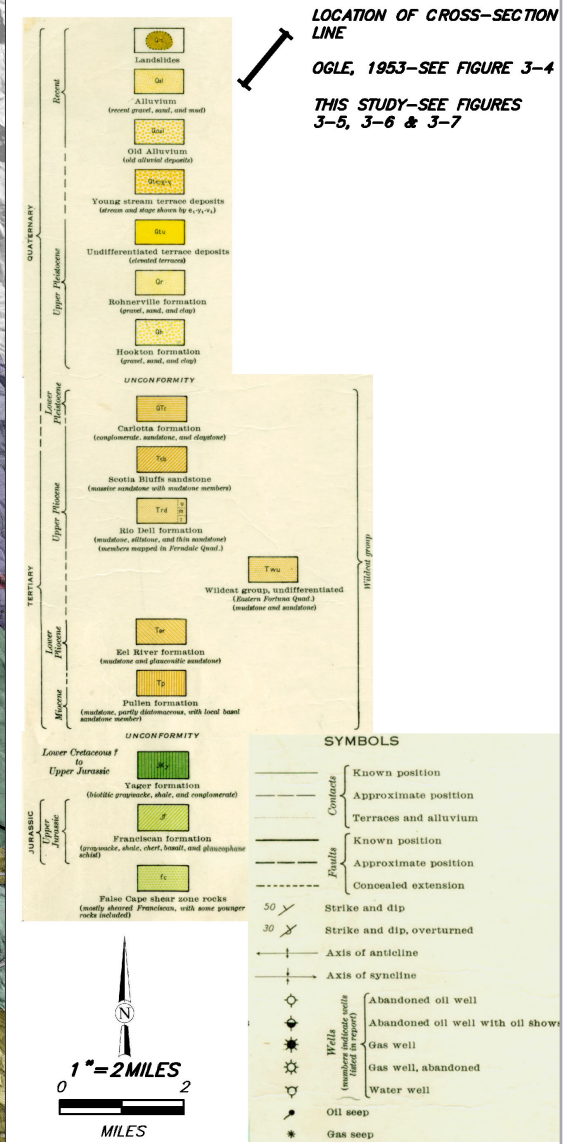 LOCATION OF CROSS-SECTION
LINE
OGLE, 1953-SEE FIGURE 3-4
THIS STUDY-SEE FIGURES
3-5, 3-6 & 3-7
QUATERNARY
Recent
Landslides
Qal
Alluvium
(recent gravel, sand, and mud)
Old Alluvium
(old alluvial deposits)
Young stream terrace deposits
Upper Pleistocene
Qtu
Undifferentiated terrace deposits
(elevated terraces)
Qr
Rohnerville formation
(gravel, sand, and clay)
Qh
Hookton formation
(gravel, sand, and clay)
UNCONFORMITY
TERTIARY
Lower
Pleistocene
QTc
Carlotta formation
(conglomerate, sandstone, and claystone)
Upper Pliocene
Scotia Bluffs sandstone
(massive sandstone with mudstone members)
Trd
Rio Dell formation
(mudstone, siltstone, and thin sandstone)
(members mapped in Ferndale Quad.)
Twu
Wildcat group, undifferentiated
(Eastern Fortuna Quad.)
(mudstone and sandstone)
Wildcat group
Lower
Pliocene
Ter
Eel River formation
(mudstone and glauconitic sandstone)
Miocene
Tp
Pullen formation
(mudstone, partly diatomaceous, with local basal
sandstone member)
UNCONFORMITY
Lower Cretaceous ?
to
Upper Jurassic
Yager formation
(biotitic graywacke, shale, and conglomerate)
JURASSIC
Upper
Jurassic
Franciscan formation
(graywacke, shale, chert, basalt, and glaucophane
schist)
fc
False Cape shear zone rocks
(mostly sheared Franciscan, with some younger
rocks included)
N
1"=2 MILES
0 2
MILES
SYMBOLS
Contacts
Known position
Approximate position
Terraces and alluvium
Faults
Known position
Approximate position
Concealed extension
50 Strike and dip
30 Strike and dip, overturned
Axis of anticline
Axis of syncline
Wells
(numbers indicate wells
listed in report)
Abandoned oil well
Abandoned oil well with oil shows
Gas well
Gas well, abandoned
Water well
Oil seep
Gas seep